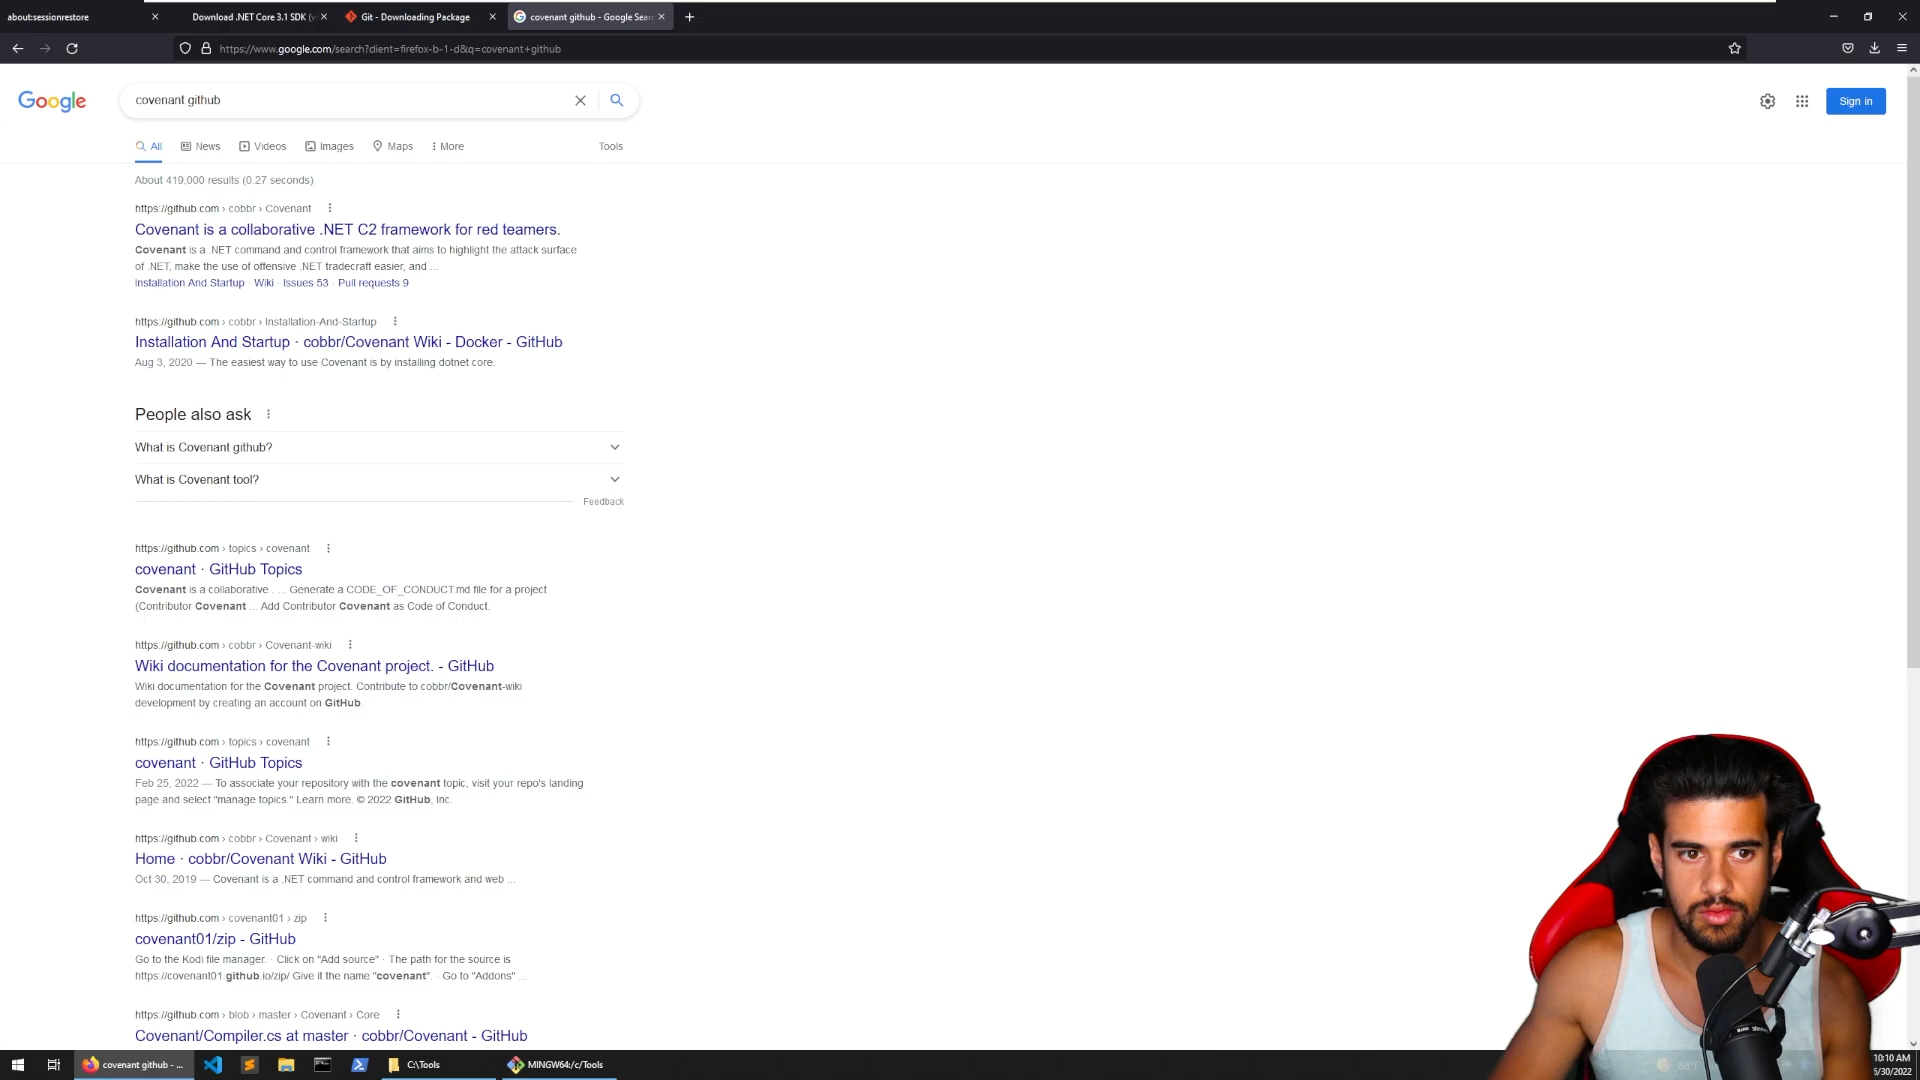 about:sessionrestore
Download .NET Core 3.1 SDK (v
Git - Downloading Package
covenant github - Google Sear
https://www.google.com/search?client=firefox-b-1-d&q=covenant+github
Google
covenant github
Sign in
All
News
Videos
Images
Maps
More
Tools
About 419,000 results (0.27 seconds)
https://github.com › cobbr › Covenant
Covenant is a collaborative .NET C2 framework for red teamers.
Covenant is a .NET command and control framework that aims to highlight the attack surface
of .NET, make the use of offensive .NET tradecraft easier, and ...
Installation And Startup · Wiki · Issues 53 · Pull requests 9
https://github.com › cobbr › Installation-And-Startup
Installation And Startup · cobbr/Covenant Wiki - Docker - GitHub
Aug 3, 2020 — The easiest way to use Covenant is by installing dotnet core.
People also ask
What is Covenant github?
What is Covenant tool?
Feedback
https://github.com › topics › covenant
covenant · GitHub Topics
Covenant is a collaborative . ... Generate a CODE_OF_CONDUCT.md file for a project
(Contributor Covenant ... Add Contributor Covenant as Code of Conduct.
https://github.com › cobbr › Covenant-wiki
Wiki documentation for the Covenant project. - GitHub
Wiki documentation for the Covenant project. Contribute to cobbr/Covenant-wiki
development by creating an account on GitHub.
https://github.com › topics › covenant
covenant · GitHub Topics
Feb 25, 2022 — To associate your repository with the covenant topic, visit your repo's landing
page and select "manage topics." Learn more. © 2022 GitHub, Inc.
https://github.com › cobbr › Covenant › wiki
Home · cobbr/Covenant Wiki - GitHub
Oct 30, 2019 — Covenant is a .NET command and control framework and web ...
https://github.com › covenant01 › zip
covenant01/zip - GitHub
Go to the Kodi file manager. · Click on "Add source" · The path for the source is
https://covenant01.github.io/zip/ Give it the name "covenant". · Go to "Addons" ...
https://github.com › blob › master › Covenant › Core
Covenant/Compiler.cs at master · cobbr/Covenant - GitHub
covenant github - ...
C:\Tools
MINGW64:/c/Tools
88°F
10:10 AM
5/30/2022